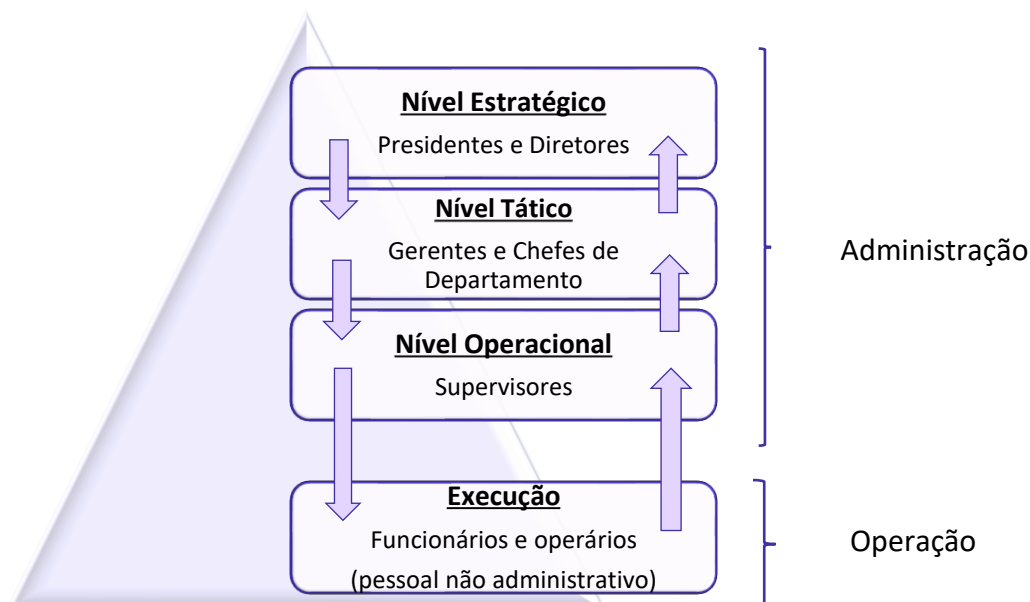 Nível Estratégico
Presidentes e Diretores
Nível Tático
Gerentes e Chefes de
Departamento
Nível Operacional
Supervisores
Administração
Execução
Funcionários e operários
(pessoal não administrativo)
Operação